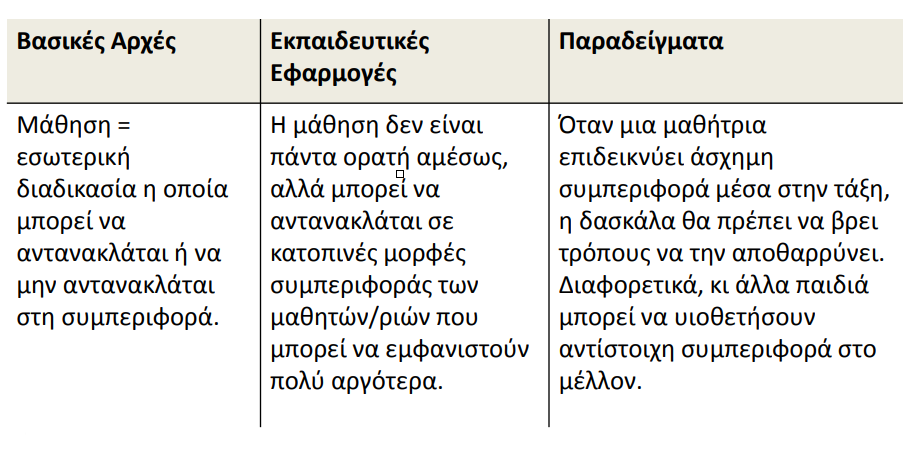 Βασικές Αρχές
Εκπαιδευτικές
Εφαρμογές
Παραδείγματα
Μάθηση =
εσωτερική
διαδικασία η οποία
μπορεί να
αντανακλάται ή να
μην αντανακλάται
στη συμπεριφορά.
Η μάθηση δεν είναι
πάντα ορατή αμέσως,
αλλά μπορεί να
αντανακλάται σε
κατοπινές μορφές
συμπεριφοράς των
μαθητών/ριών που
μπορεί να εμφανιστούν
πολύ αργότερα.
Όταν μια μαθήτρια
επιδεικνύει άσχημη
συμπεριφορά μέσα στην τάξη,
η δασκάλα θα πρέπει να βρει
τρόπους να την αποθαρρύνει.
Διαφορετικά, κι άλλα παιδιά
μπορεί να υιοθετήσουν
αντίστοιχη συμπεριφορά στο
μέλλον.